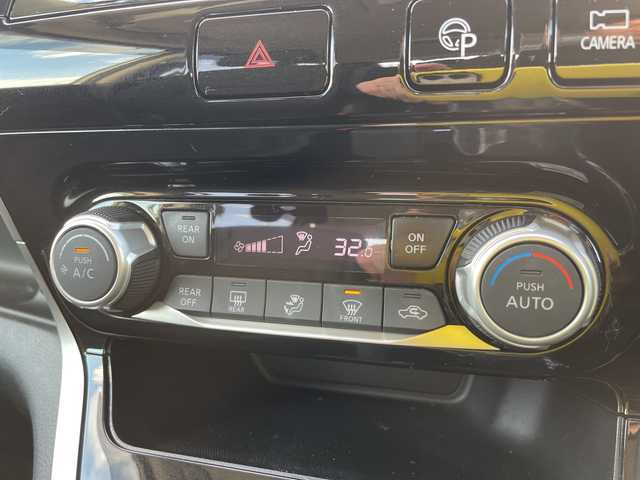 P
CAMERA
PUSH
A/C
REAR
ON
32.0
ON
OFF
REAR
OFF
REAR
FRONT
PUSH
AUTO